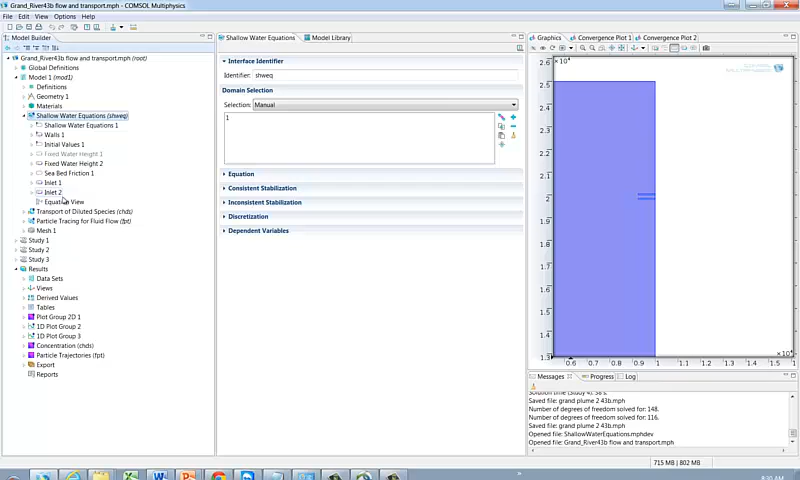 Grand_River43b flow and transport.mph - COMSOL Multiphysics
File Edit View Options Help
Model Builder
Grand_River43b flow and transport.mph (root)
Global Definitions
Model 1 (mod1)
Definitions
Geometry 1
Materials
Shallow Water Equations (shweq)
Shallow Water Equations 1
Walls 1
Initial Values 1
Fixed Water Height 1
Fixed Water Height 2
Sea Bed Friction 1
Inlet 1
Inlet 2
Equation View
Transport of Diluted Species (chds)
Particle Tracing for Fluid Flow (fpt)
Mesh 1
Study 1
Study 2
Study 3
Results
Data Sets
Views
Derived Values
Tables
Plot Group 2D 1
1D Plot Group 2
1D Plot Group 3
Concentration (chds)
Particle Trajectories (fpt)
Export
Reports
Shallow Water Equations Model Library
Interface Identifier
Identifier: shweq
Domain Selection
Selection: Manual
1
Equation
Consistent Stabilization
Inconsistent Stabilization
Discretization
Dependent Variables
Graphics Convergence Plot 1 Convergence Plot 2
×10⁴
COMSOL
MULTIPHYSICS
2.6
2.5
2.4
2.3
2.2
2.1
2
1.9
1.8
1.7
1.6
1.5
1.4
1.3
0.6 0.7 0.8 0.9 1 1.1 1.2 1.3 1.4 1.5
×10⁴
Messages Progress Log
Saved file: grand plume 2 43b.mph
Number of degrees of freedom solved for: 148.
Number of degrees of freedom solved for: 116.
Saved file: grand plume 2 43b.mph
Opened file: ShallowWaterEquations.mphdev
Opened file: Grand_River43b flow and transport.mph
715 MB | 802 MB
8:30 AM